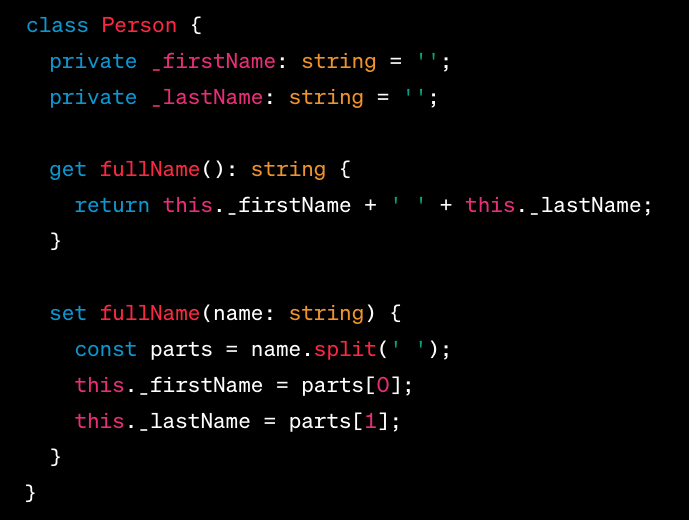 class Person {
  private _firstName: string = '';
  private _lastName: string = '';

  get fullName(): string {
    return this._firstName + ' ' + this._lastName;
  }

  set fullName(name: string) {
    const parts = name.split(' ');
    this._firstName = parts[0];
    this._lastName = parts[1];
  }
}